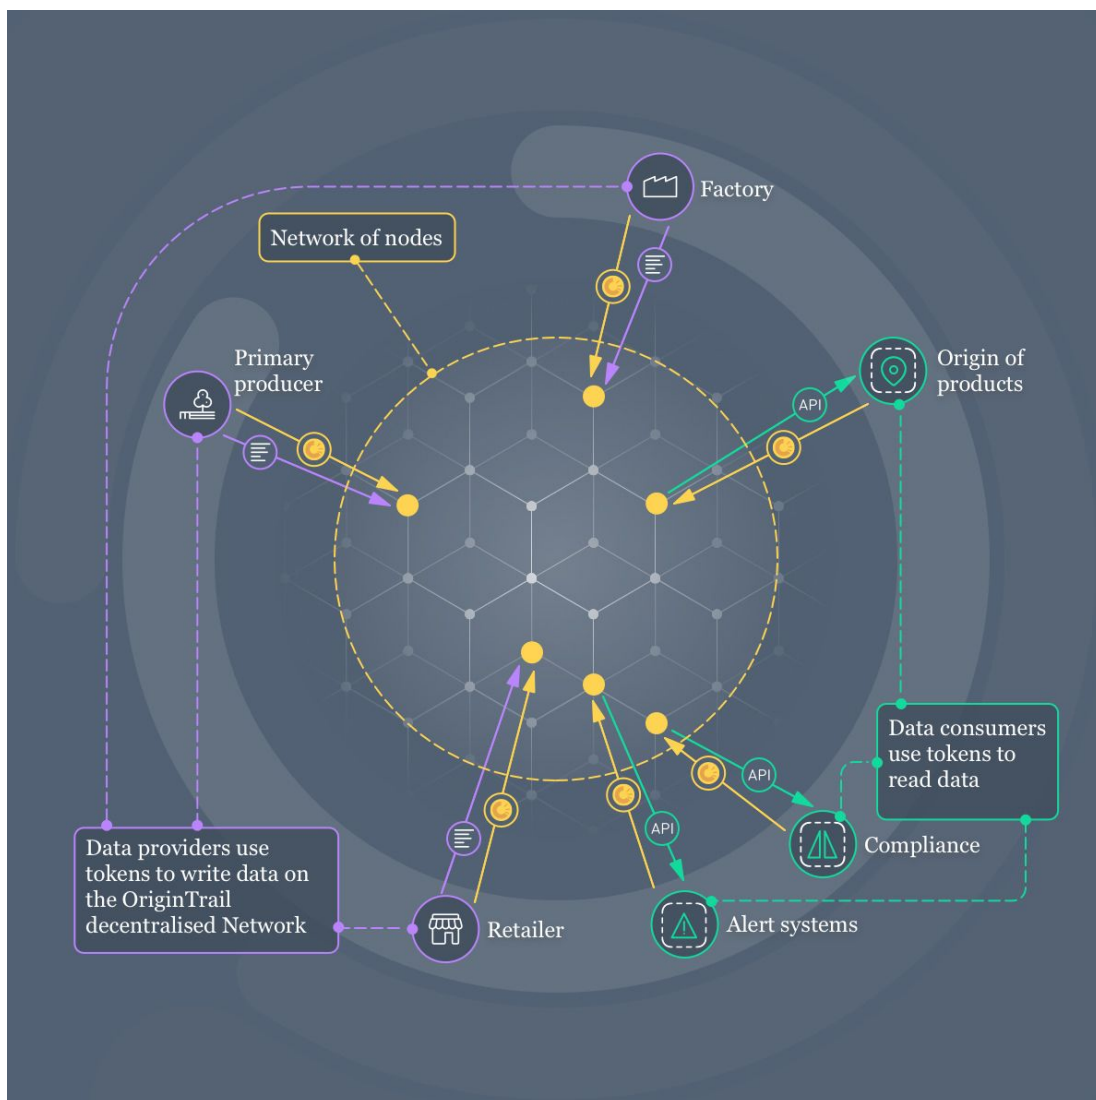 Factory
Network of nodes
Primary
producer
Origin of
products
API
Data consumers
use tokens to
read data
API
API
Compliance
Data providers use
tokens to write data on
the OriginTrail
decentralised Network
Retailer
Alert systems